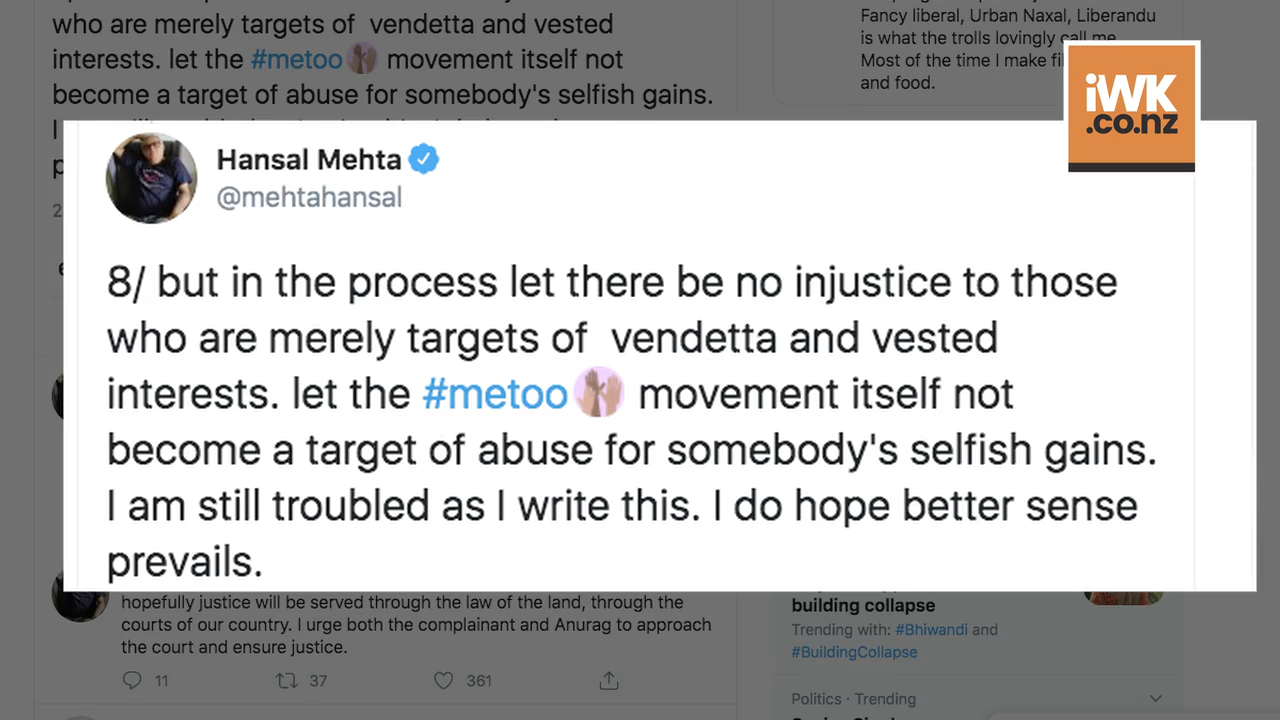 who are merely targets of  vendetta and vested
interests. let the #metoo movement itself not
become a target of abuse for somebody's selfish gains.
Fancy liberal, Urban Naxal, Liberandu
is what the trolls lovingly call me.
Most of the time I make
and food.
iWK
.co.nz
Hansal Mehta
@mehtahansal
8/ but in the process let there be no injustice to those
who are merely targets of  vendetta and vested
interests. let the #metoo movement itself not
become a target of abuse for somebody's selfish gains.
I am still troubled as I write this. I do hope better sense
prevails.
hopefully justice will be served through the law of the land, through the
courts of our country. I urge both the complainant and Anurag to approach
the court and ensure justice.
11 37 361
building collapse
Trending with: #Bhiwandi and
#BuildingCollapse
Politics · Trending